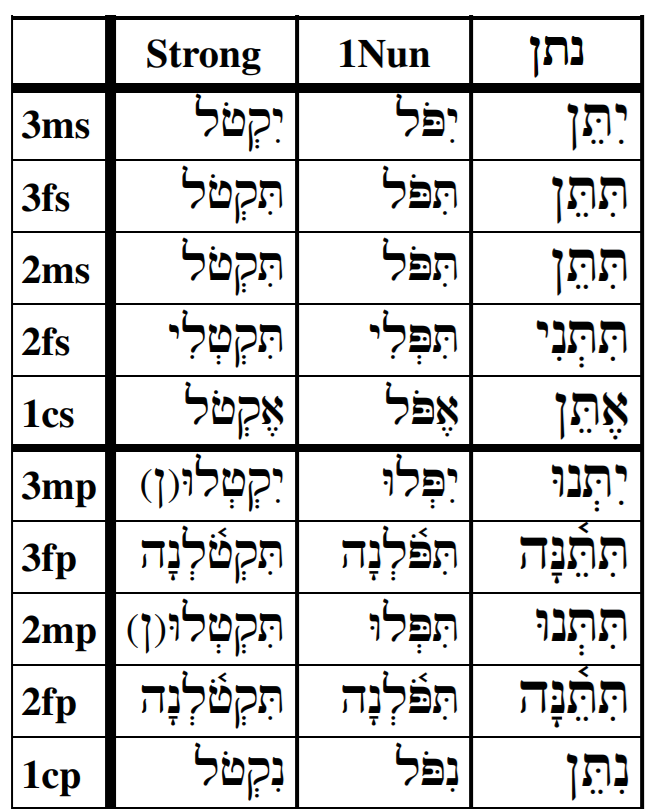 Strong 1Nun נתן
3ms יִקְטֹל יִפֹּל יִתֵּן
3fs תִּקְטֹל תִּפֹּל תִּתֵּן
2ms תִּקְטֹל תִּפֹּל תִּתֵּן
2fs תִּקְטְלִי תִּפְּלִי תִּתְּנִי
1cs אֶקְטֹל אֶפֹּל אֶתֵּן
3mp יִקְטְלוּ(ן) יִפְּלוּ יִתְּנוּ
3fp תִּקְטֹ֫לְנָה תִּפֹּ֫לְנָה תִּתֵּ֫נָּה
2mp תִּקְטְלוּ(ן) תִּפְּלוּ תִּתְּנוּ
2fp תִּקְטֹ֫לְנָה תִּפֹּ֫לְנָה תִּתֵּ֫נָּה
1cp נִקְטֹל נִפֹּל נִתֵּן